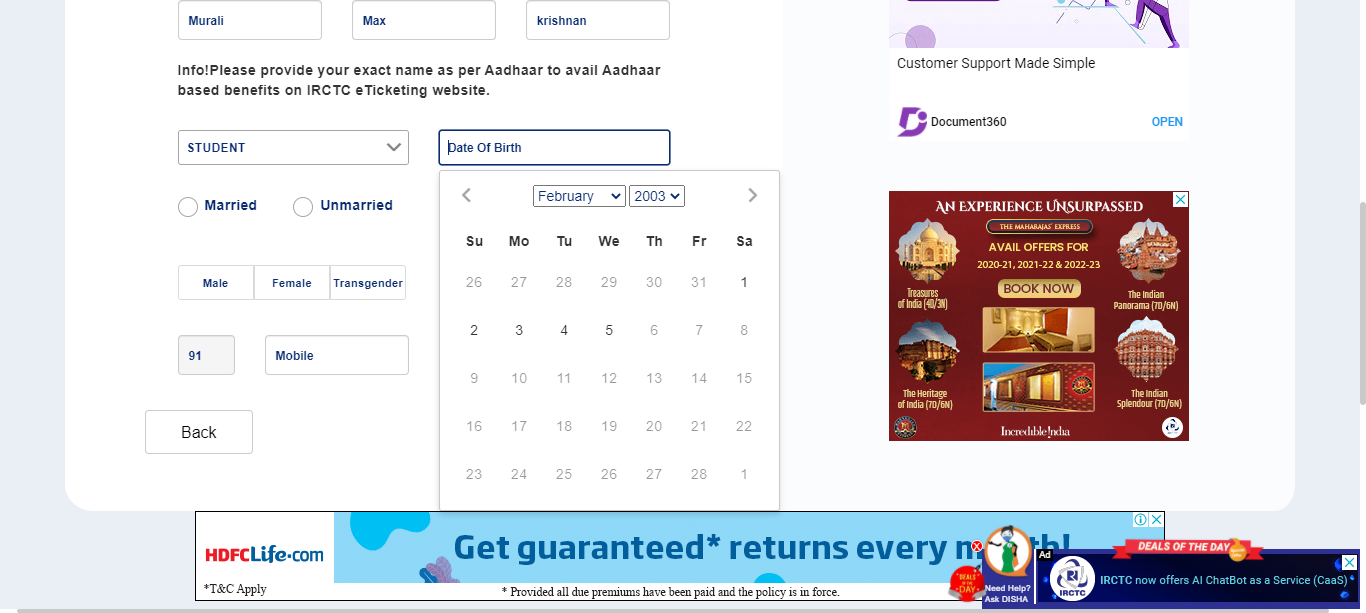 Murali
Max
krishnan
Info!Please provide your exact name as per Aadhaar to avail Aadhaar
based benefits on IRCTC eTicketing website.
STUDENT
Date Of Birth
Married
Unmarried
February
2003
Su Mo Tu We Th Fr Sa
26 27 28 29 30 31 1
2 3 4 5 6 7 8
9 10 11 12 13 14 15
16 17 18 19 20 21 22
23 24 25 26 27 28 1
Male
Female
Transgender
91
Mobile
Back
Customer Support Made Simple
Document360
OPEN
AN EXPERIENCE UNSURPASSED
THE MAHARAJAS' EXPRESS
AVAIL OFFERS FOR
2020-21, 2021-22 & 2022-23
BOOK NOW
Treasures
of India (4D/3N)
The Indian
Panorama (7D/6N)
The Heritage
of India (7D/6N)
The Indian
Splendour (7D/6N)
Incredible!ndia
HDFCLife.com
Get guaranteed* returns every
*T&C Apply
* Provided all due premiums have been paid and the policy is in force.
DEALS OF THE DAY
Need Help?
Ask DISHA
Ad
DEALS OF THE DAY
IRCTC
IRCTC now offers AI ChatBot as a Service (CaaS)